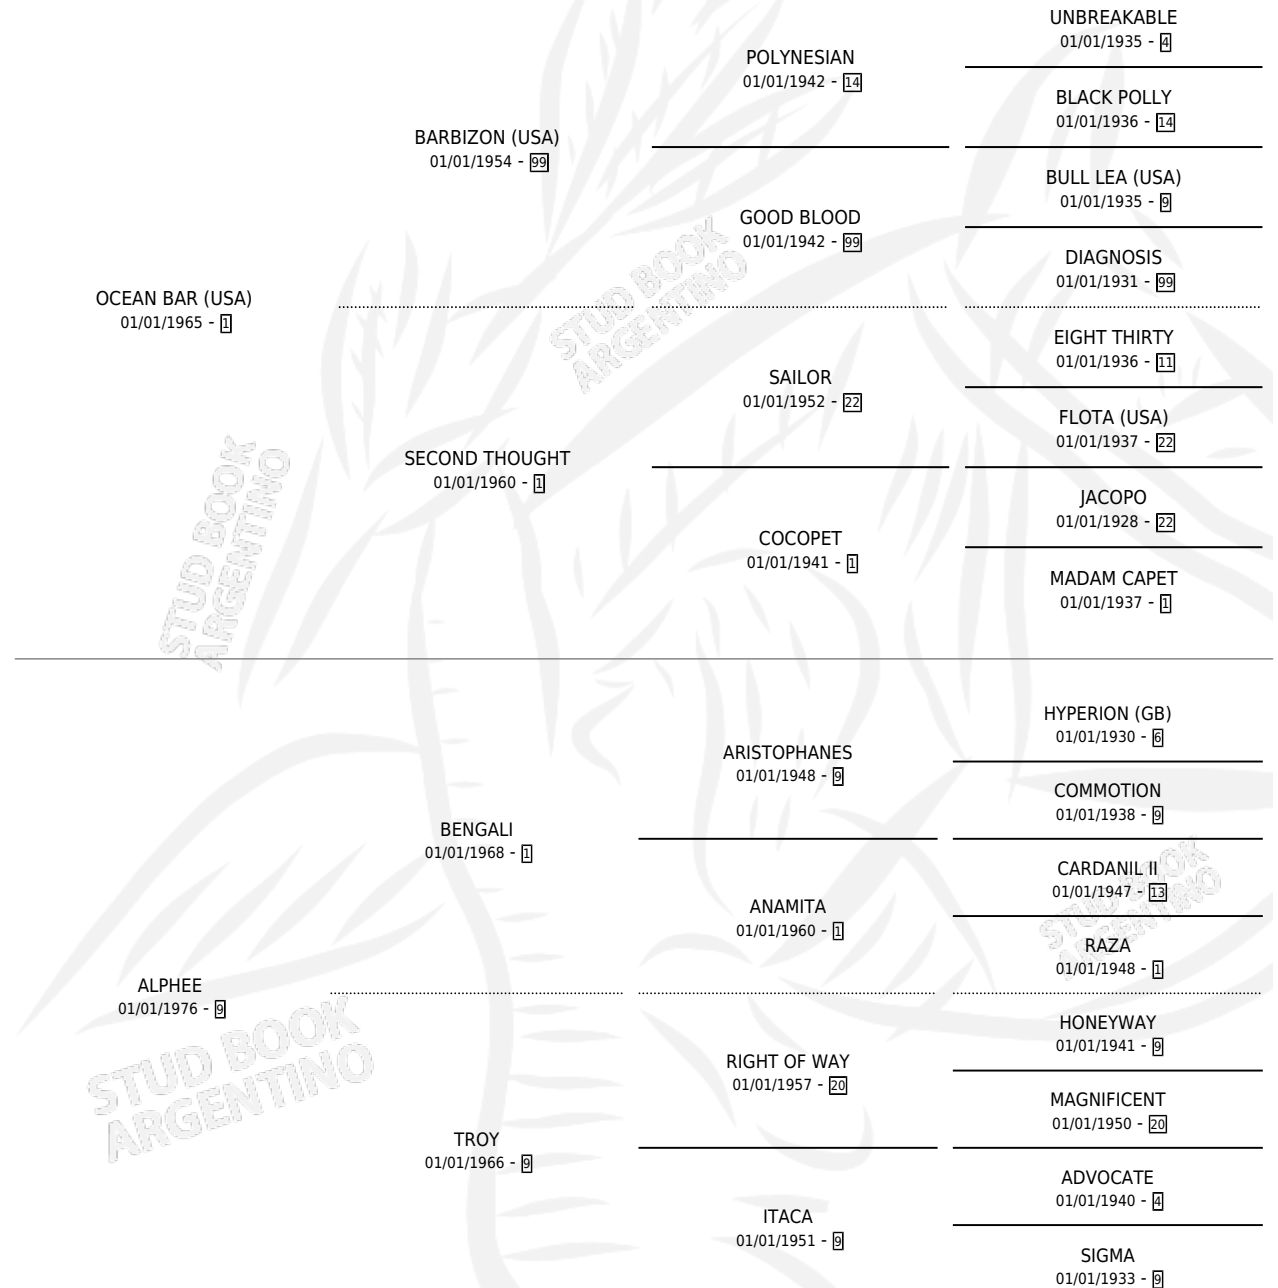 UNBREAKABLE
01/01/1935 - 4
POLYNESIAN
01/01/1942 - 14
BLACK POLLY
01/01/1936 - 14
BARBIZON (USA)
01/01/1954 - 99
BULL LEA (USA)
01/01/1935 - 9
GOOD BLOOD
01/01/1942 - 99
DIAGNOSIS
01/01/1931 - 99
OCEAN BAR (USA)
01/01/1965 - 1
EIGHT THIRTY
01/01/1936 - 11
SAILOR
01/01/1952 - 22
FLOTA (USA)
01/01/1937 - 22
SECOND THOUGHT
01/01/1960 - 1
JACOPO
01/01/1928 - 22
COCOPET
01/01/1941 - 1
MADAM CAPET
01/01/1937 - 1
HYPERION (GB)
01/01/1930 - 6
ARISTOPHANES
01/01/1948 - 9
COMMOTION
01/01/1938 - 9
BENGALI
01/01/1968 - 1
CARDANIL II
01/01/1947 - 13
ANAMITA
01/01/1960 - 1
RAZA
01/01/1948 - 1
ALPHEE
01/01/1976 - 9
HONEYWAY
01/01/1941 - 9
RIGHT OF WAY
01/01/1957 - 20
MAGNIFICENT
01/01/1950 - 20
TROY
01/01/1966 - 9
ADVOCATE
01/01/1940 - 4
ITACA
01/01/1951 - 9
SIGMA
01/01/1933 - 9
STUD BOOK
ARGENTINO
STUD BOOK
ARGENTINO
STUD BOOK
ARGENTINO
STUD BOOK
ARGENTINO